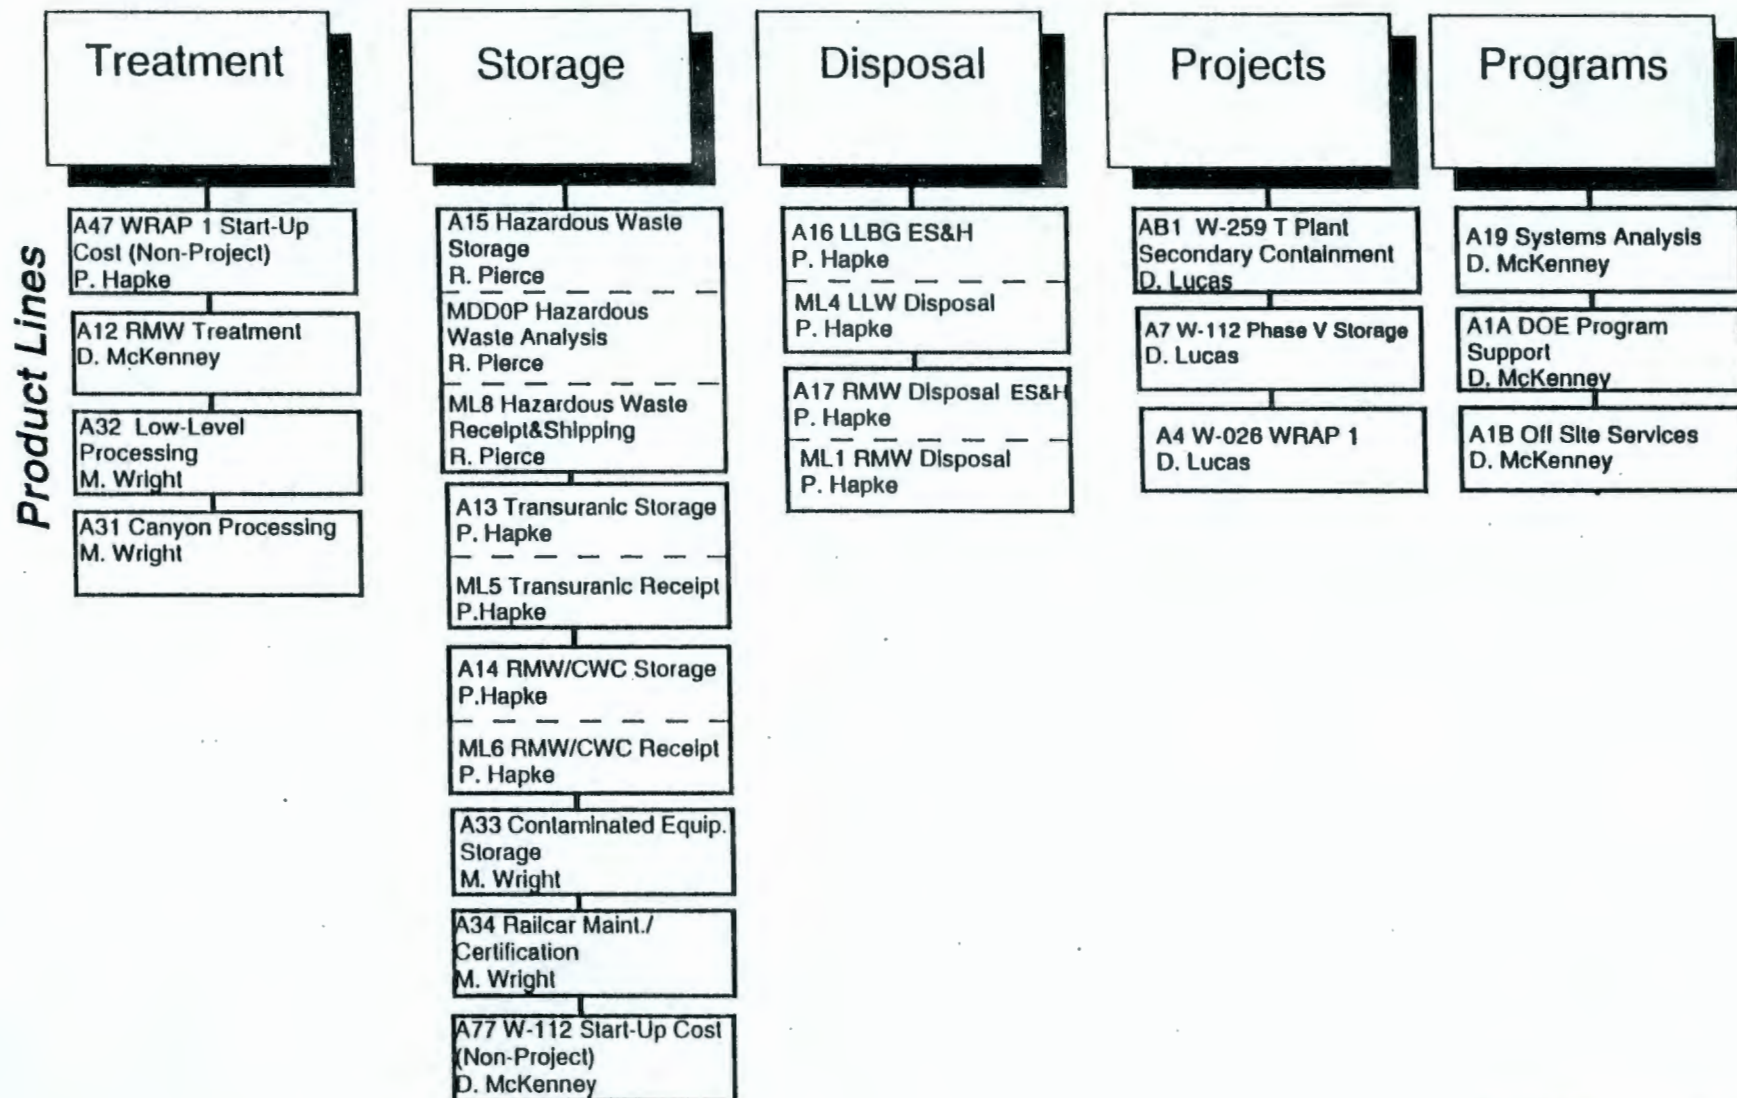 Product Lines
Treatment
A47 WRAP 1 Start-Up
Cost (Non-Project)
P. Hapke
A12 RMW Treatment
D. McKenney
A32 Low-Level
Processing
M. Wright
A31 Canyon Processing
M. Wright
Storage
A15 Hazardous Waste
Storage
R. Pierce
MDD0P Hazardous
Waste Analysis
R. Pierce
ML8 Hazardous Waste
Receipt&Shipping
R. Pierce
A13 Transuranic Storage
P. Hapke
ML5 Transuranic Receipt
P.Hapke
A14 RMW/CWC Storage
P.Hapke
ML6 RMW/CWC Receipt
P. Hapke
A33 Contaminated Equip.
Storage
M. Wright
A34 Railcar Maint./
Certification
M. Wright
A77 W-112 Start-Up Cost
(Non-Project)
D. McKenney
Disposal
A16 LLBG ES&H
P. Hapke
ML4 LLW Disposal
P. Hapke
A17 RMW Disposal ES&H
P. Hapke
ML1 RMW Disposal
P. Hapke
Projects
AB1 W-259 T Plant
Secondary Containment
D. Lucas
A7 W-112 Phase V Storage
D. Lucas
A4 W-026 WRAP 1
D. Lucas
Programs
A19 Systems Analysis
D. McKenney
A1A DOE Program
Support
D. McKenney
A1B Off Site Services
D. McKenney